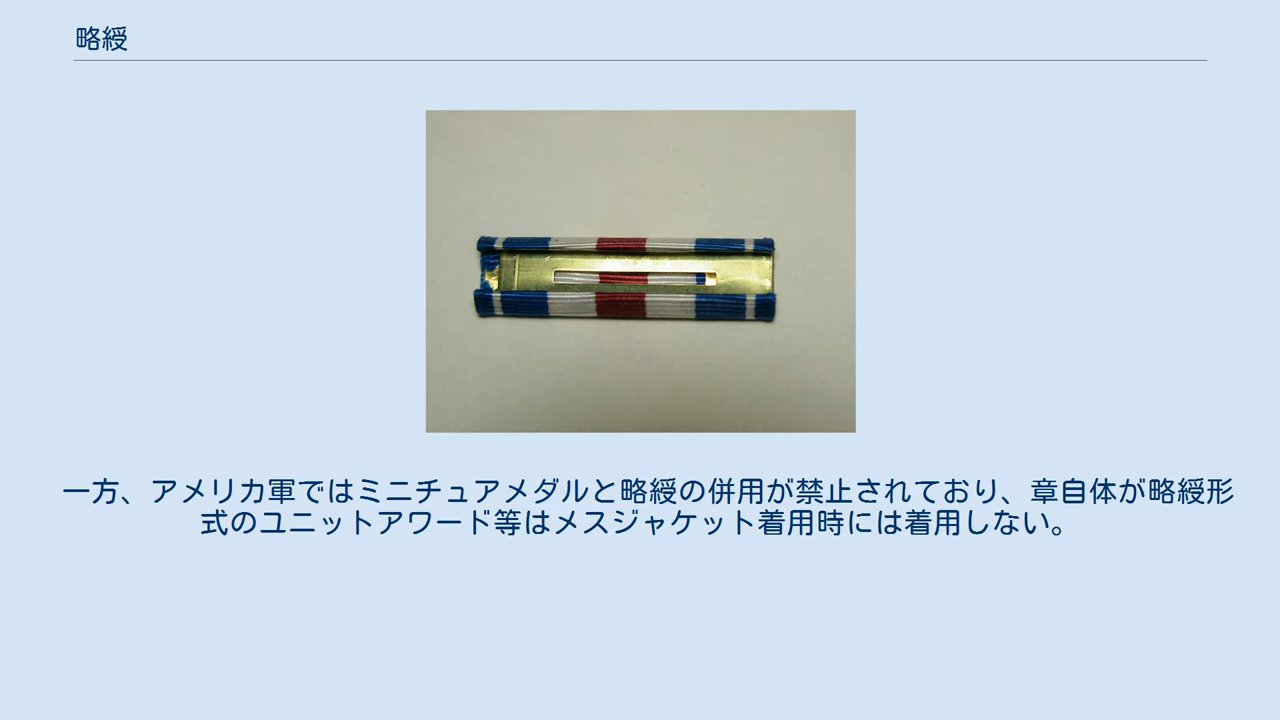 略綬
一方、アメリカ軍ではミニチュアメダルと略綬の併用が禁止されており、章自体が略綬形
式のユニットアワード等はメスジャケット着用時には着用しない。